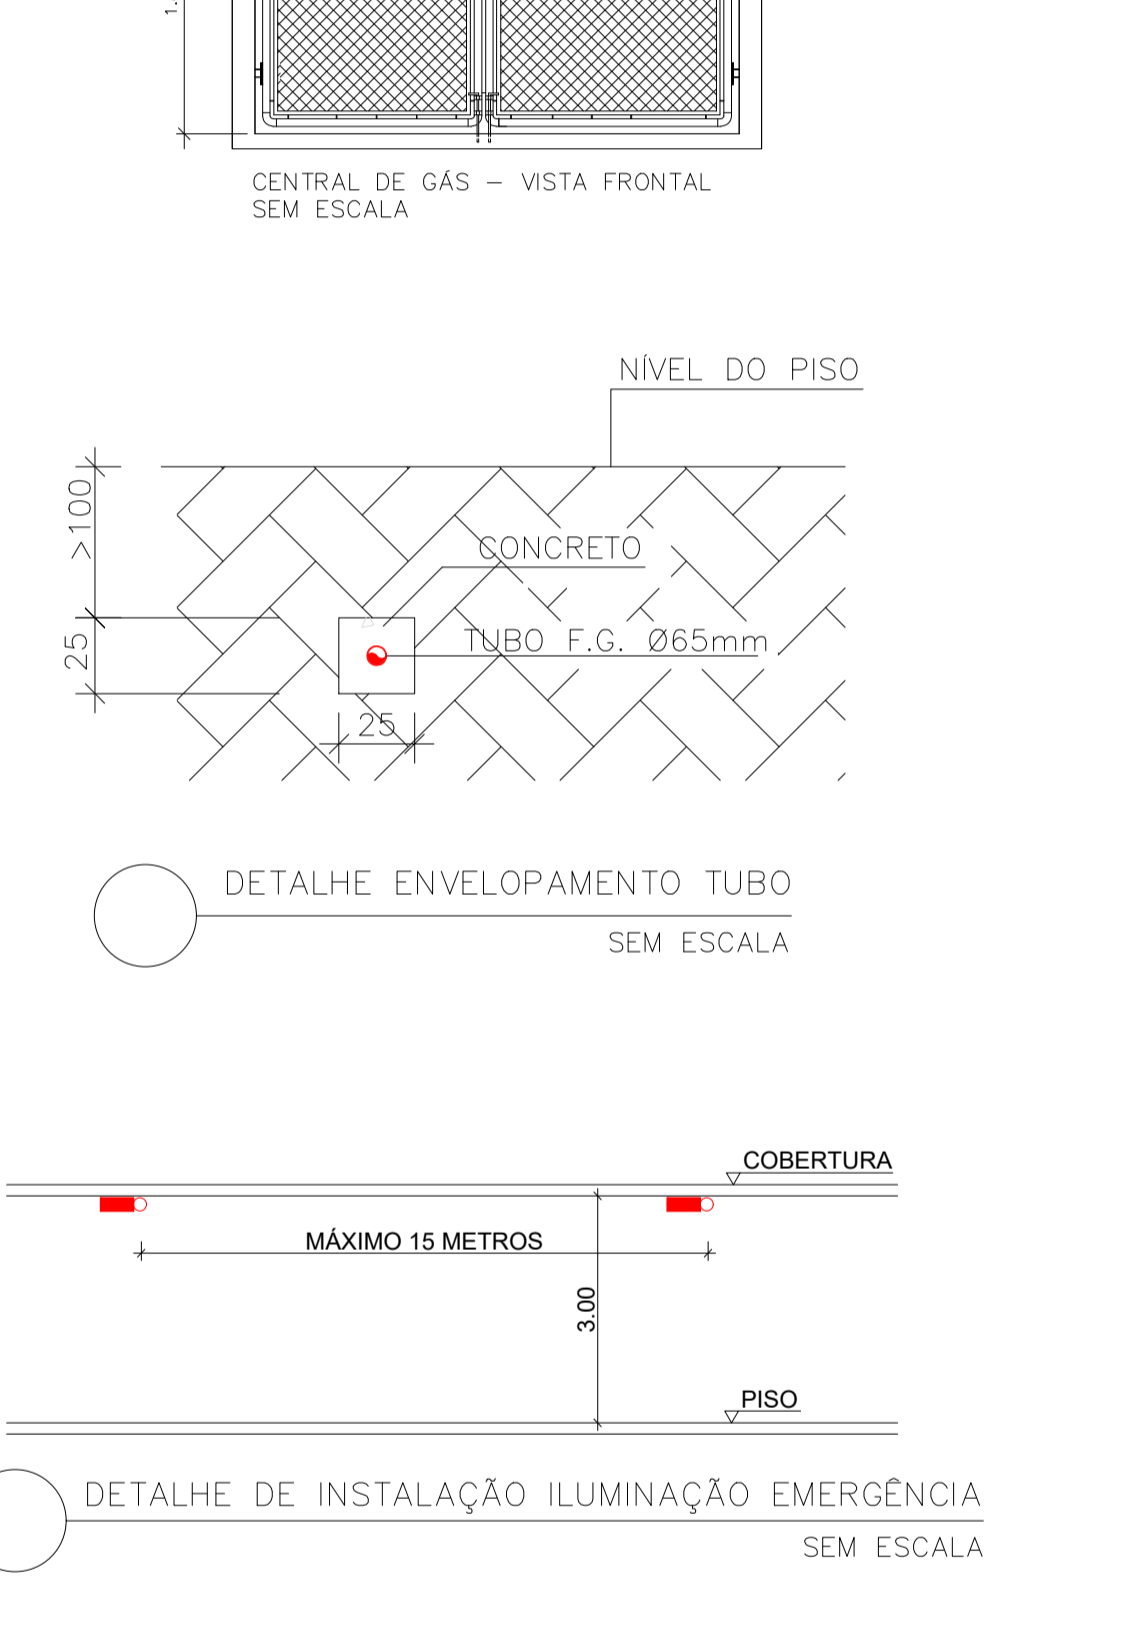 1.
CENTRAL DE GÁS – VISTA FRONTAL
SEM ESCALA
NÍVEL DO PISO
>100
CONCRETO
25
TUBO F.G. Ø65mm
25
DETALHE ENVELOPAMENTO TUBO
SEM ESCALA
COBERTURA
MÁXIMO 15 METROS
3.00
PISO
DETALHE DE INSTALAÇÃO ILUMINAÇÃO EMERGÊNCIA
SEM ESCALA